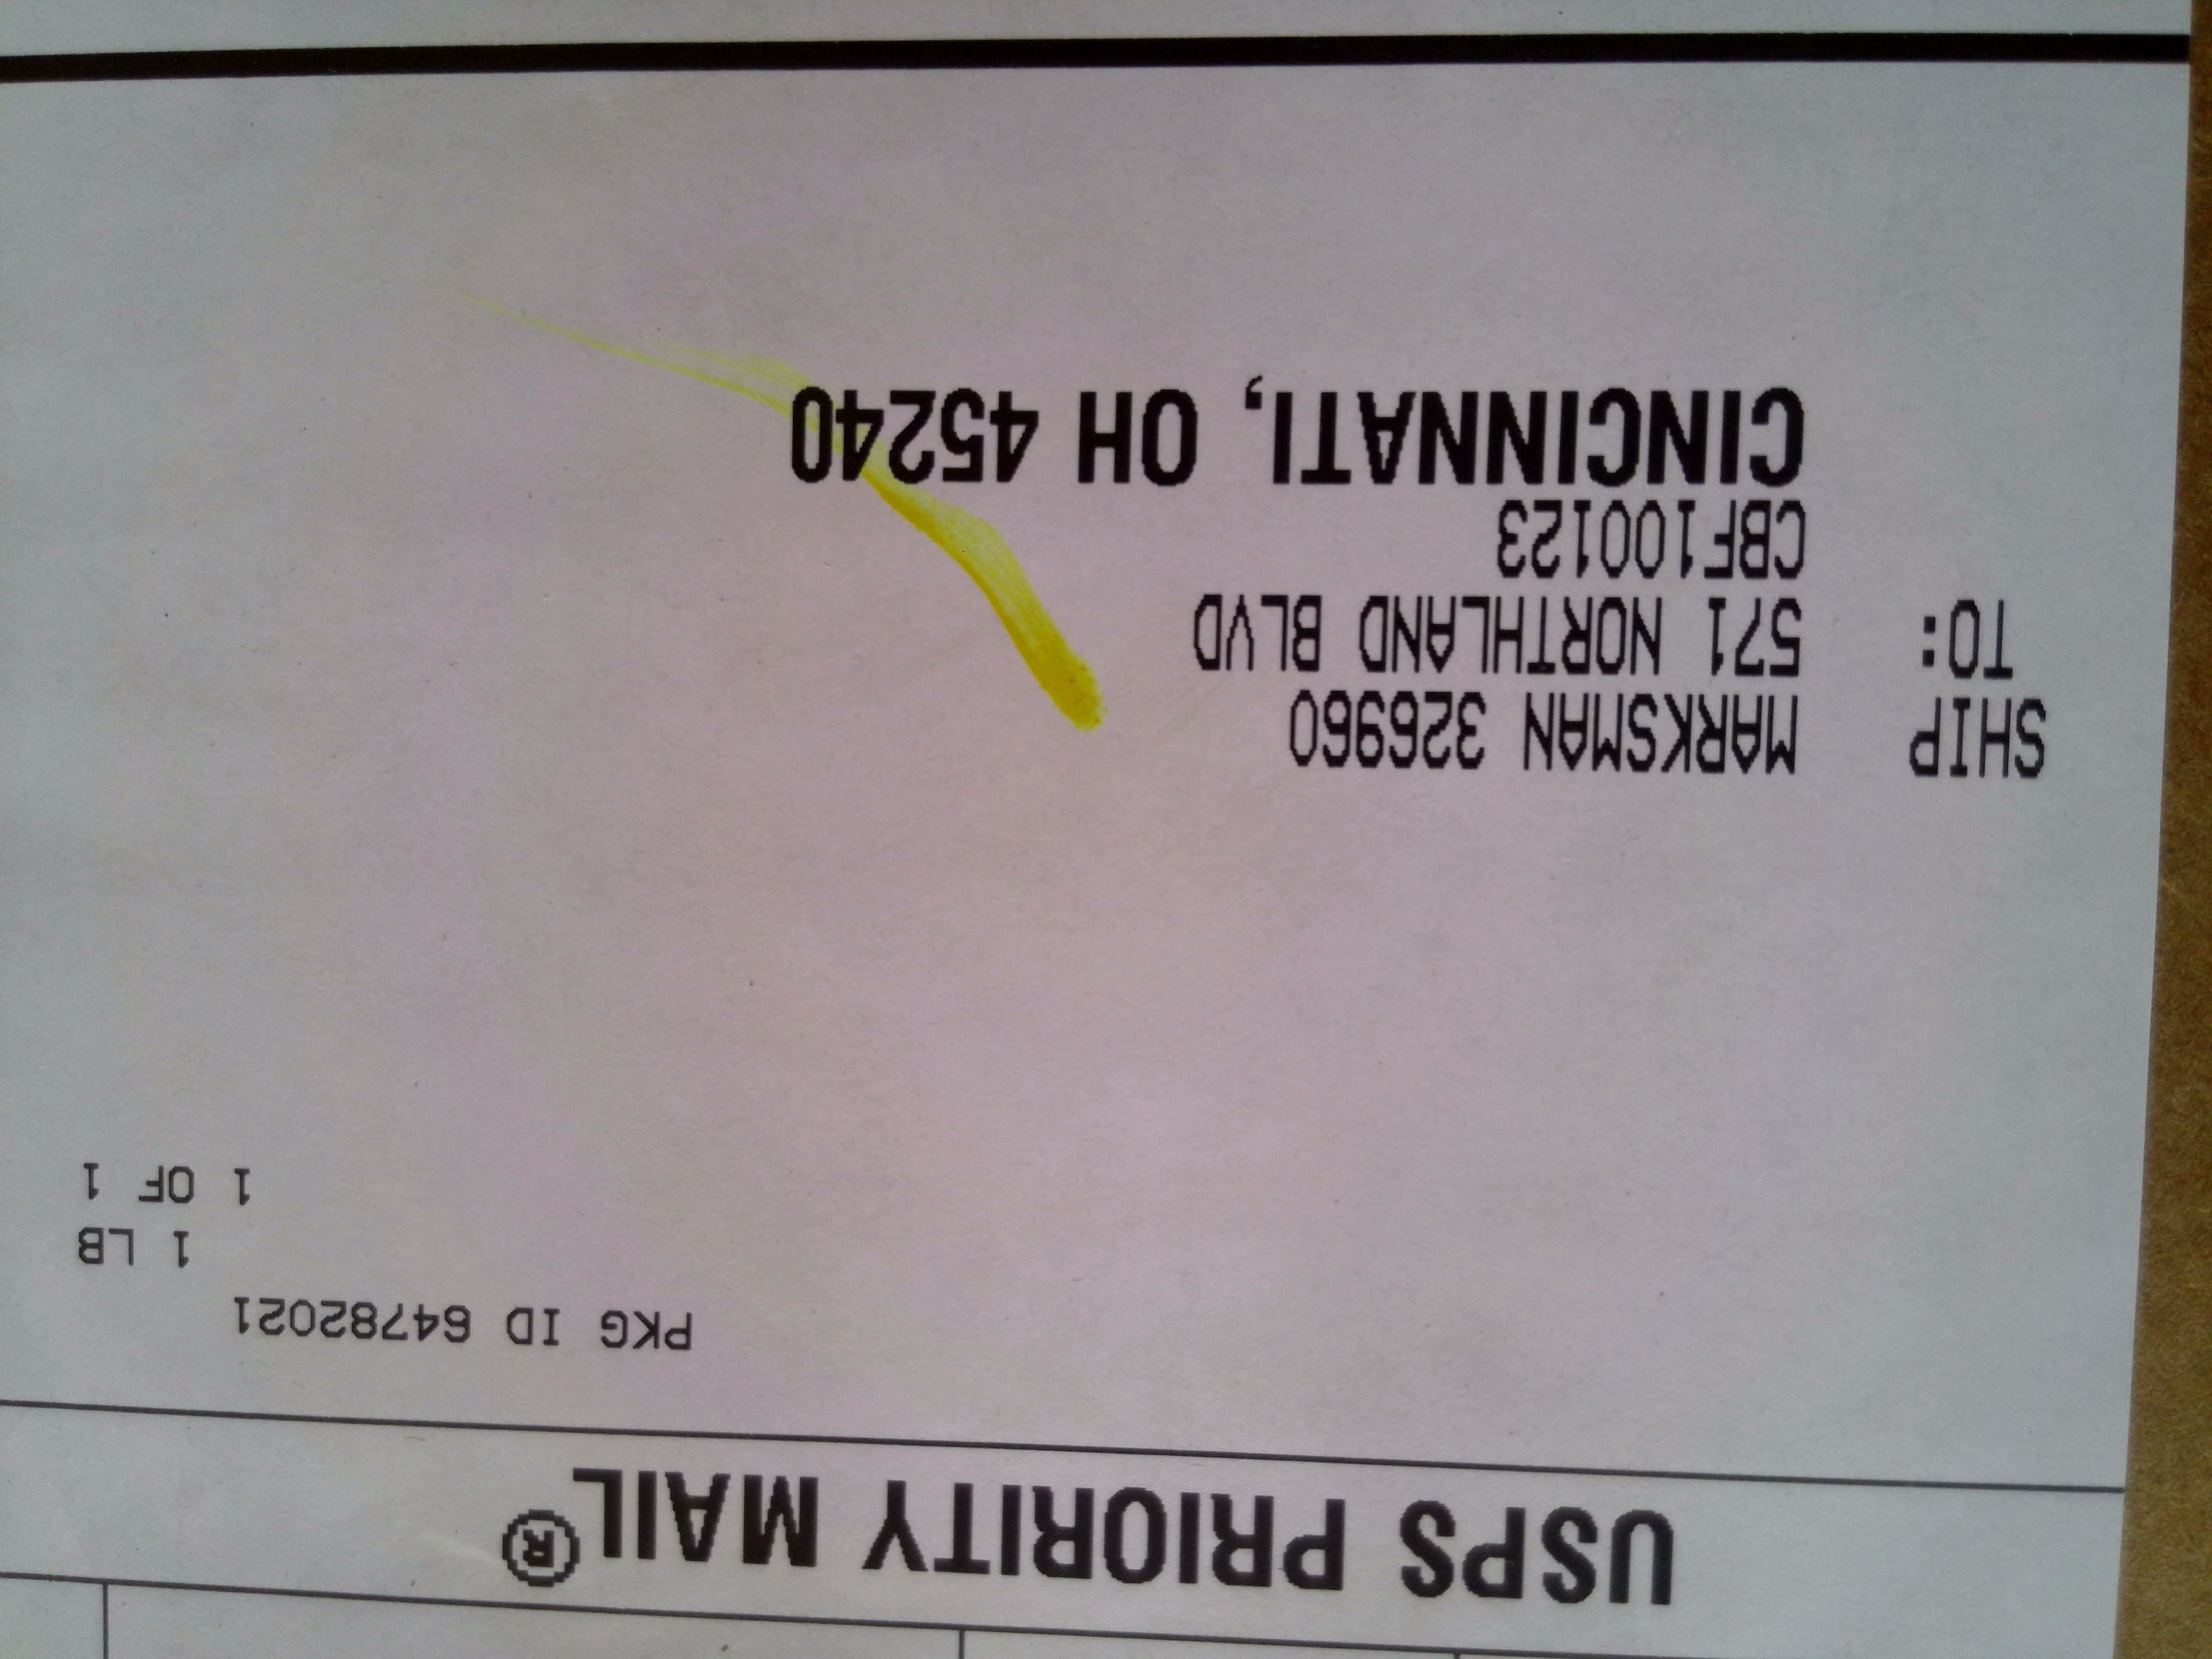 USPS PRIORITY MAIL®
PKG ID 64782021
1 LB
1 OF 1
SHIP MARKSMAN 326960
TO: 571 NORTHLAND BLVD
CBF100123
CINCINNATI, OH 45240